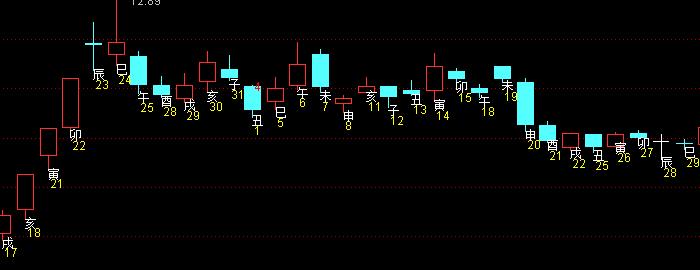 12.89
戌
17
亥
18
寅
21
卯
22
辰
23
巳
24
午
25
酉
28
戌
29
亥
30
子
31
4
丑
1
巳
5
午
6
未
7
申
8
亥
11
子
12
丑
13
寅
14
卯
15
午
18
未
19
申
20
酉
21
戌
22
丑
25
寅
26
卯
27
辰
28
巳
29